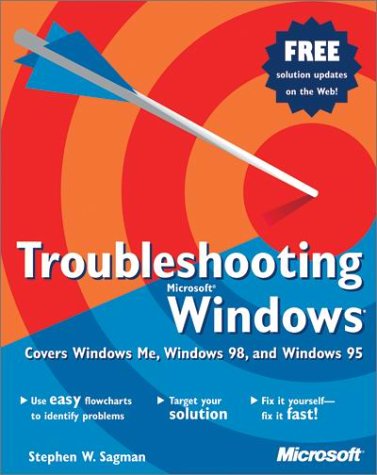 FREE
solution updates
on the Web!
Troubleshooting
Microsoft®
Windows®
Covers Windows Me, Windows 98, and Windows 95
Use easy flowcharts
to identify problems
Target your
solution
Fix it yourself—
fix it fast!
Stephen W. Sagman
Microsoft®